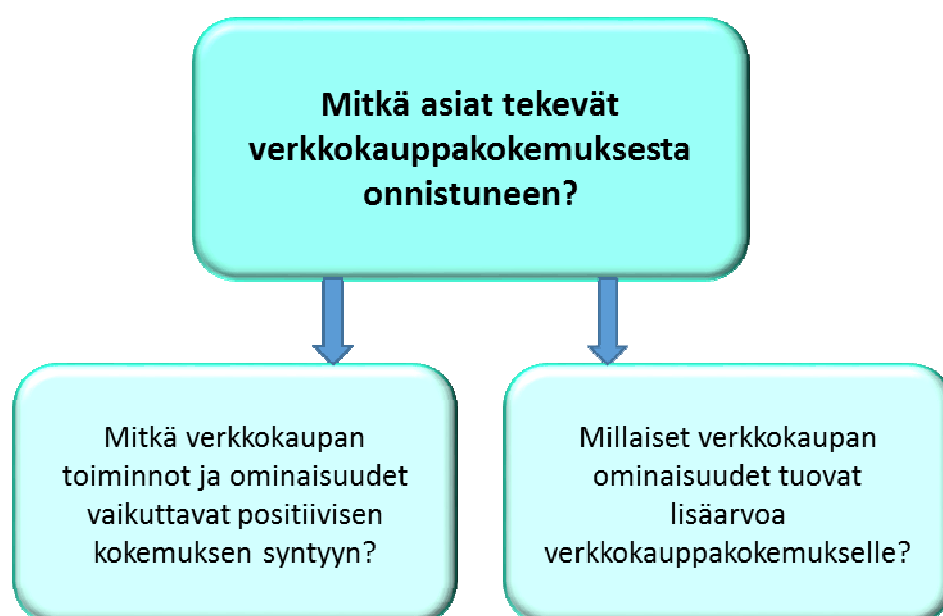 Mitkä asiat tekevät
verkkokauppakokemuksesta
onnistuneen?
Mitkä verkkokaupan
toiminnot ja ominaisuudet
vaikuttavat positiivisen
kokemuksen syntyyn?
Millaiset verkkokaupan
ominaisuudet tuovat
lisäarvoa
verkkokauppakokemukselle?